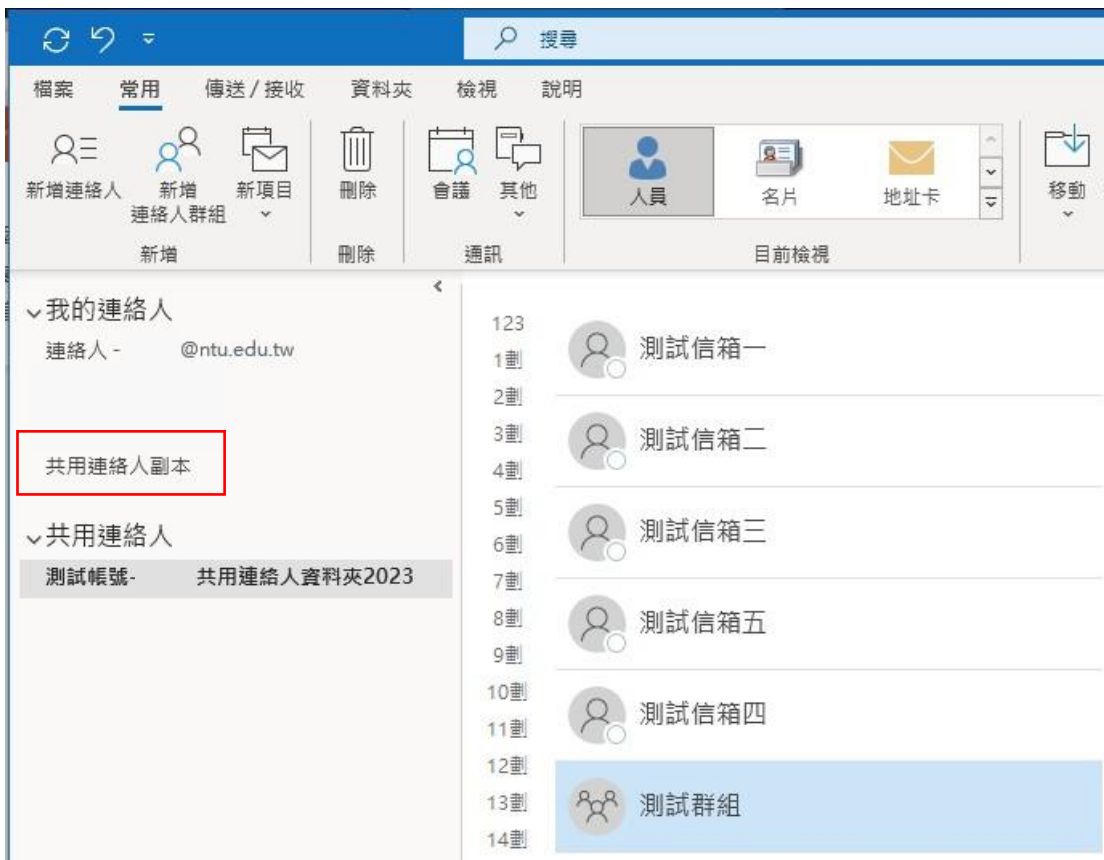 搜尋
檔案 常用 傳送/接收 資料夾 檢視 說明
新增連絡人 新增 連絡人群組 新項目 刪除 會議 其他 人員 名片 地址卡 移動
新增 刪除 通訊 目前檢視
我的連絡人
連絡人 - @ntu.edu.tw
共用連絡人副本
共用連絡人
測試帳號- 共用連絡人資料夾2023
123
1劃
2劃
3劃
4劃
5劃
6劃
7劃
8劃
9劃
10劃
11劃
12劃
13劃
14劃
測試信箱一
測試信箱二
測試信箱三
測試信箱五
測試信箱四
測試群組